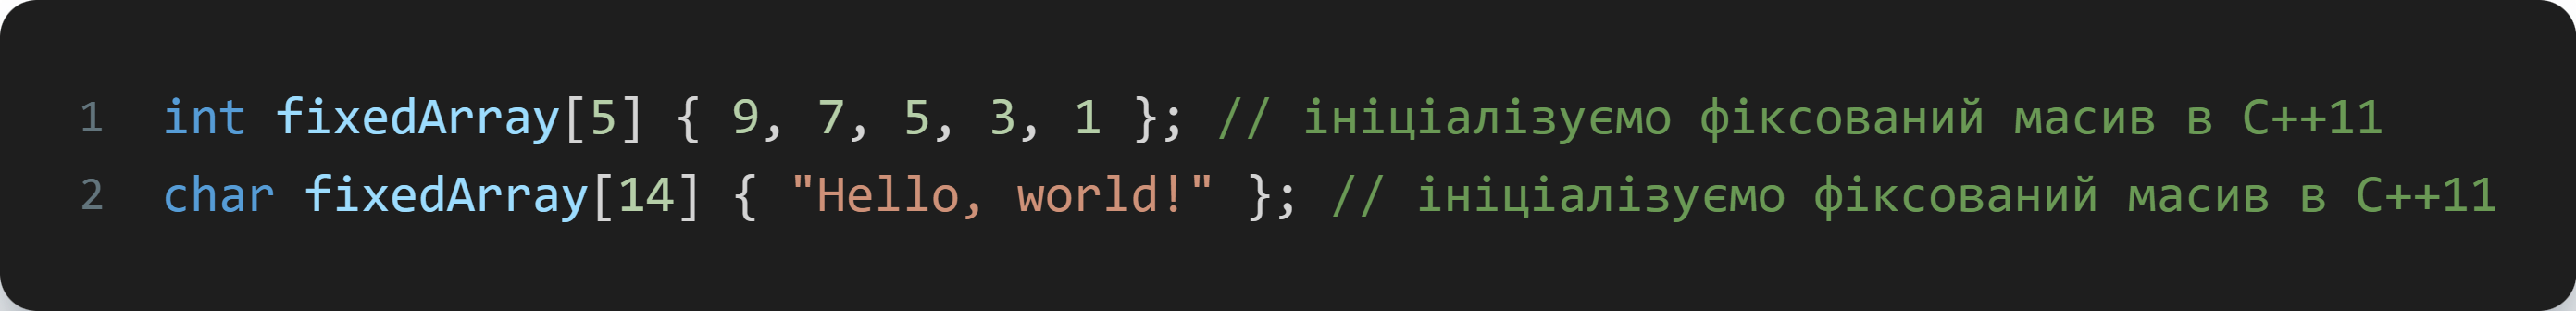 1 int fixedArray[5] { 9, 7, 5, 3, 1 }; // ініціалізуємо фіксований масив в C++11
2 char fixedArray[14] { "Hello, world!" }; // ініціалізуємо фіксований масив в C++11